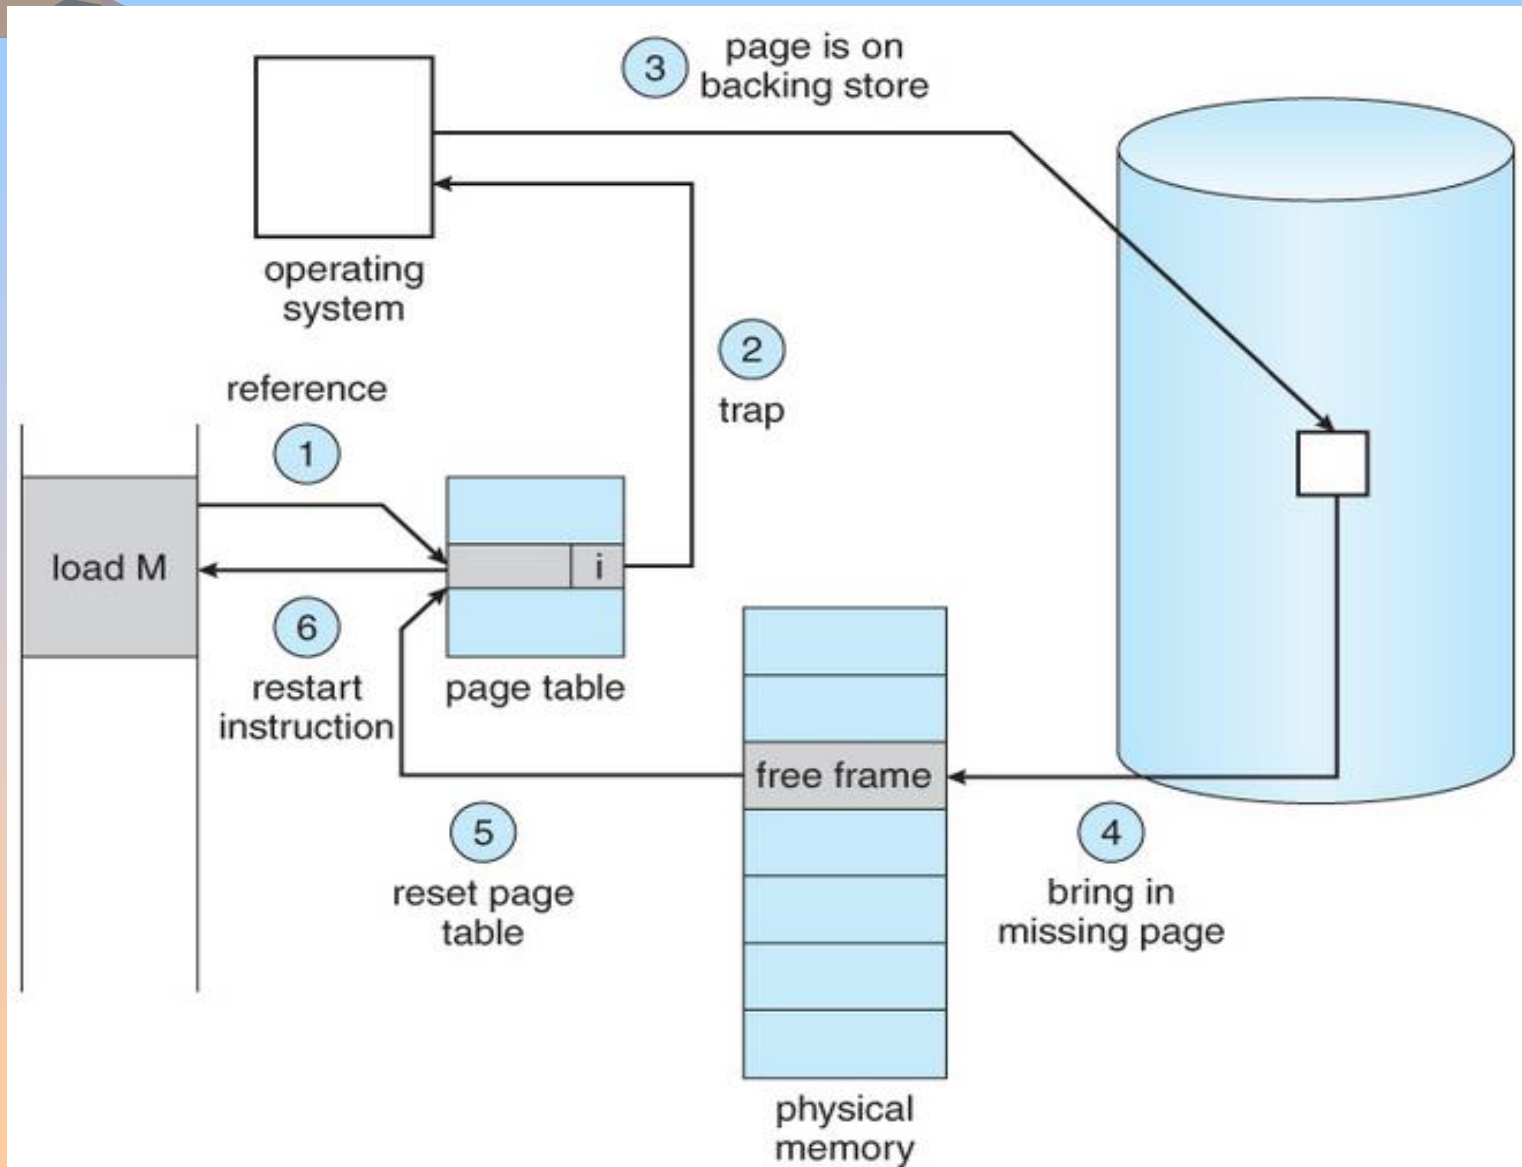 3
page is on
backing store
operating
system
2
trap
reference
1
load M
i
6
restart
instruction
page table
free frame
5
reset page
table
4
bring in
missing page
physical
memory